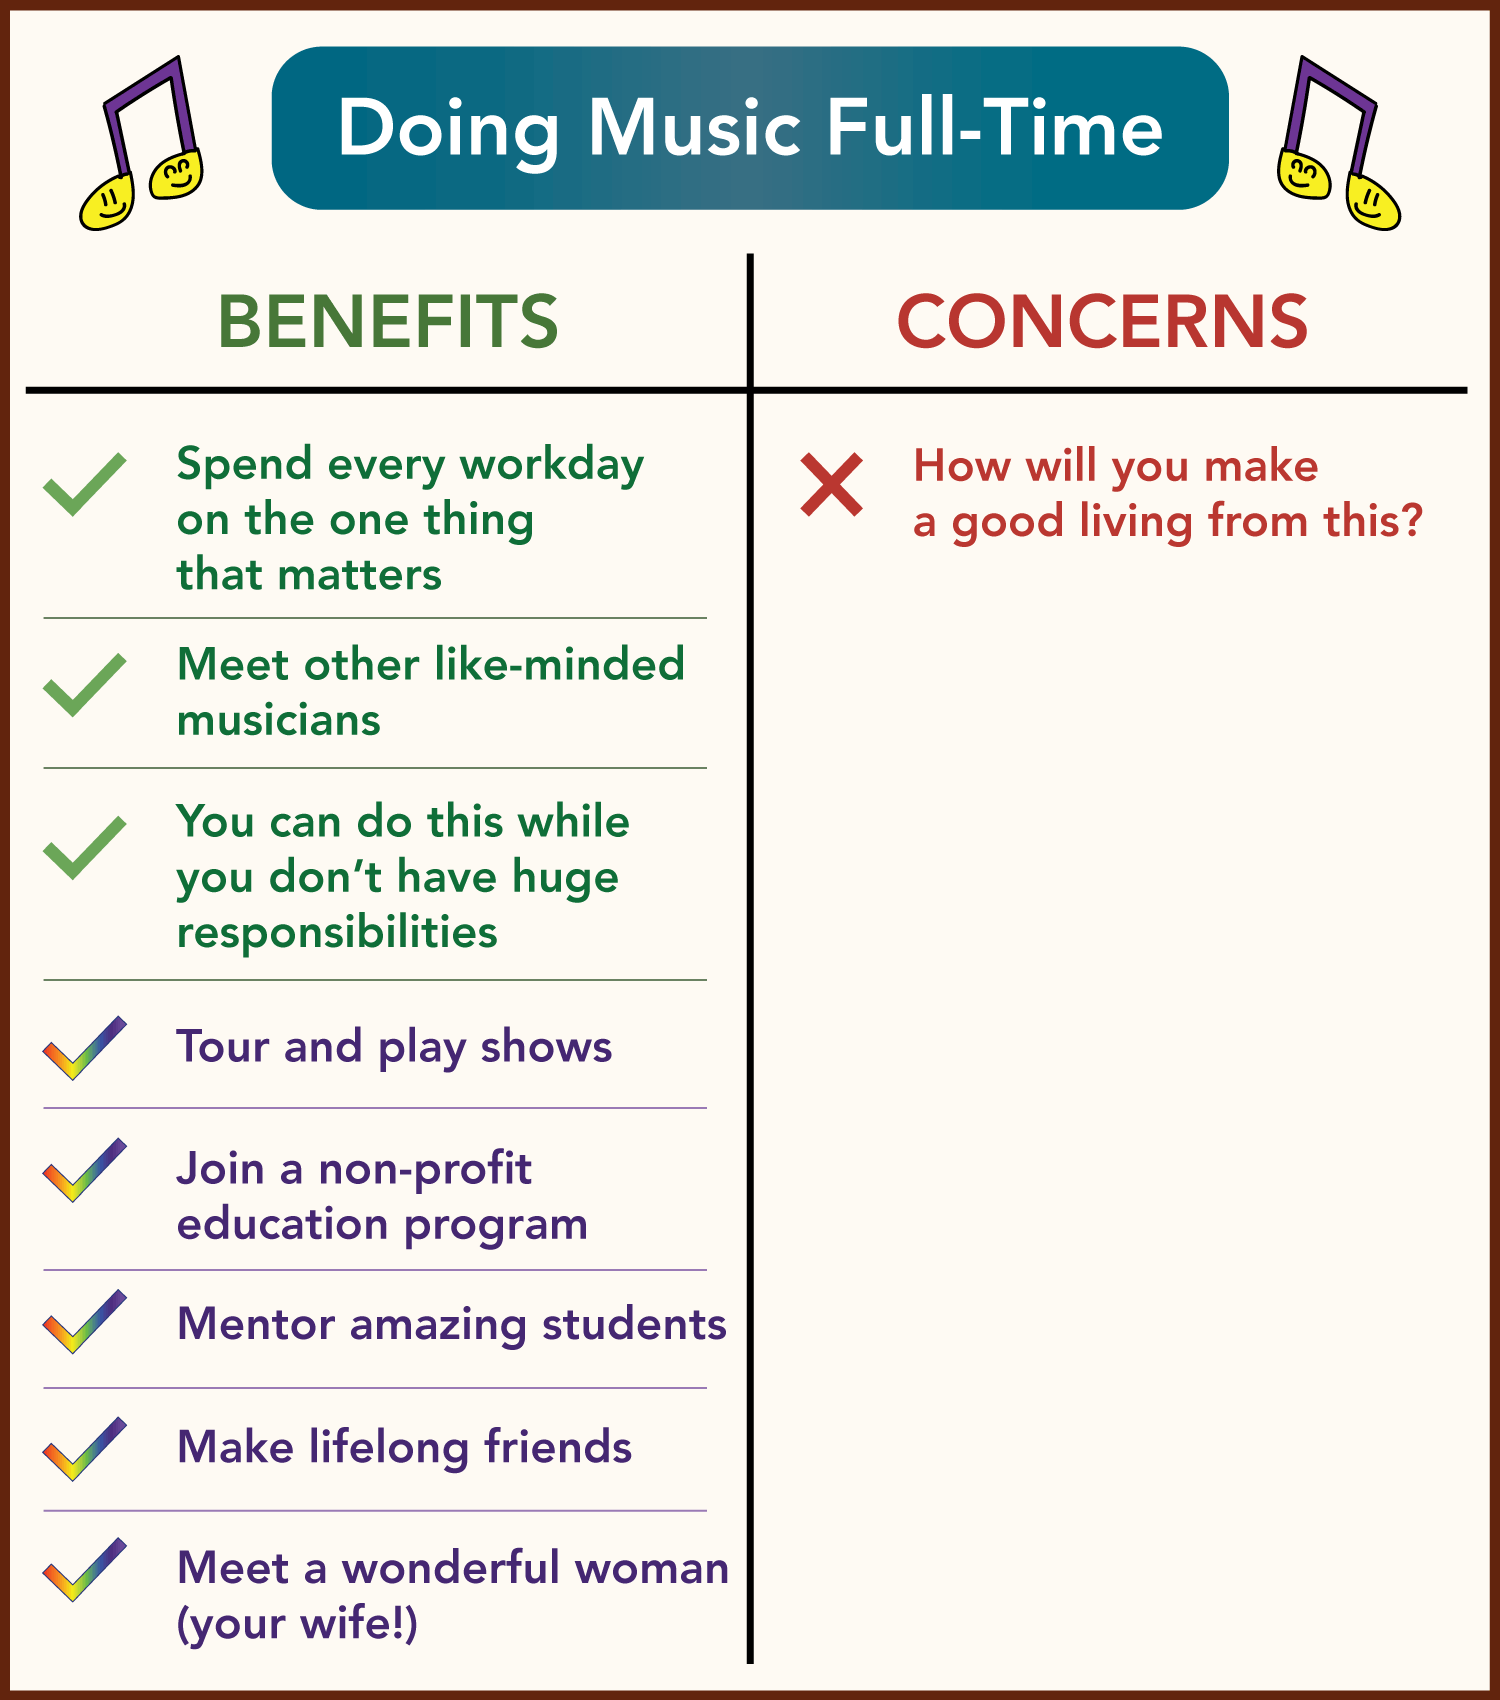 Doing Music Full-Time
BENEFITS
CONCERNS
Spend every workday
on the one thing
that matters
Meet other like-minded
musicians
You can do this while
you don’t have huge
responsibilities
Tour and play shows
Join a non-profit
education program
Mentor amazing students
Make lifelong friends
Meet a wonderful woman
(your wife!)
How will you make
a good living from this?